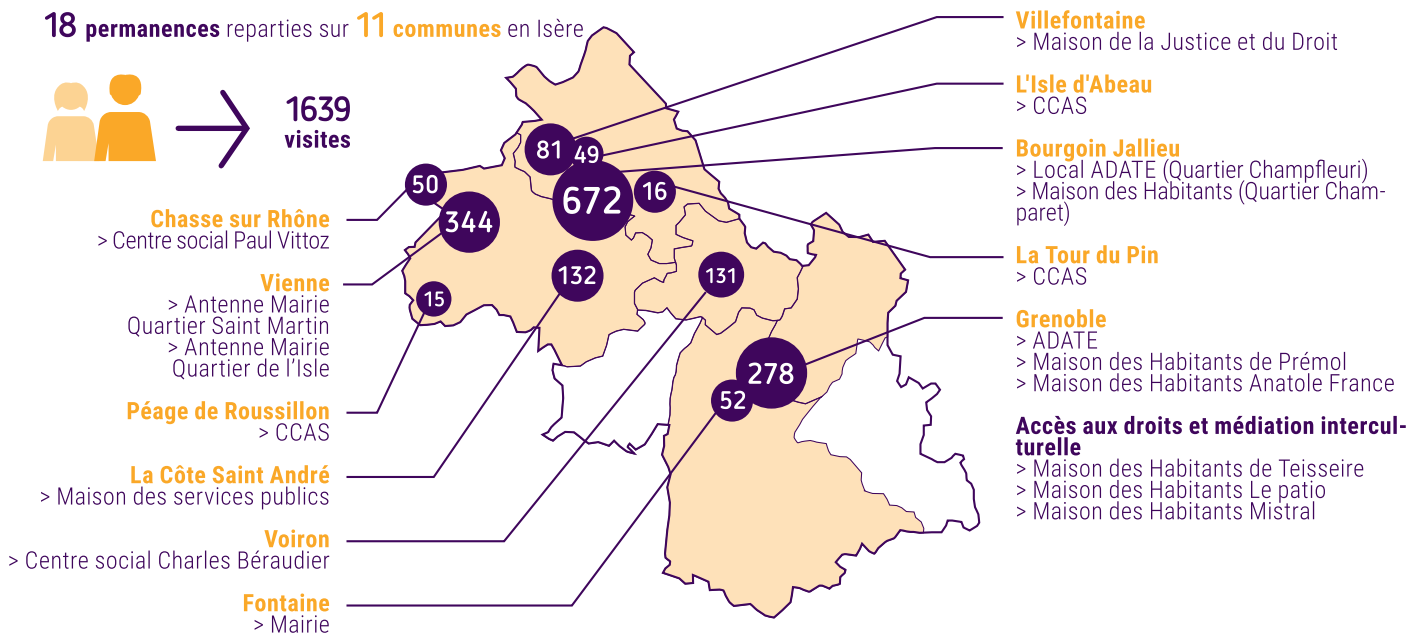 18 permanences reparties sur 11 communes en Isère
1639
visites
Chasse sur Rhône
> Centre social Paul Vittoz
Vienne
> Antenne Mairie
Quartier Saint Martin
> Antenne Mairie
Quartier de l'Isle
Péage de Roussillon
> CCAS
La Côte Saint André
> Maison des services publics
Voiron
> Centre social Charles Béraudier
Fontaine
> Mairie
81
49
50
672
16
344
132
131
15
278
52
Villefontaine
> Maison de la Justice et du Droit
L'Isle d'Abeau
> CCAS
Bourgoin Jallieu
> Local ADATE (Quartier Champfleuri)
> Maison des Habitants (Quartier Cham-
paret)
La Tour du Pin
> CCAS
Grenoble
> ADATE
> Maison des Habitants de Prémol
> Maison des Habitants Anatole France
Accès aux droits et médiation intercul-
turelle
> Maison des Habitants de Teisseire
> Maison des Habitants Le patio
> Maison des Habitants Mistral